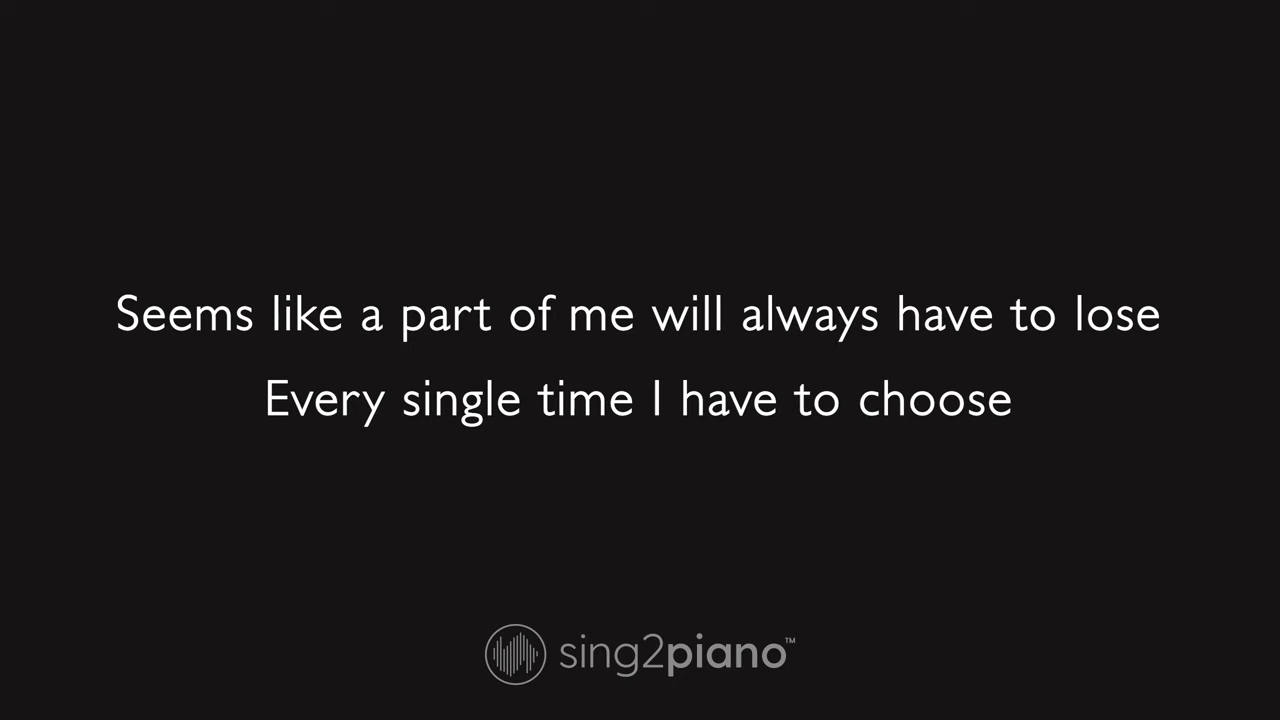 Seems like a part of me will always have to lose
Every single time I have to choose
sing2piano™